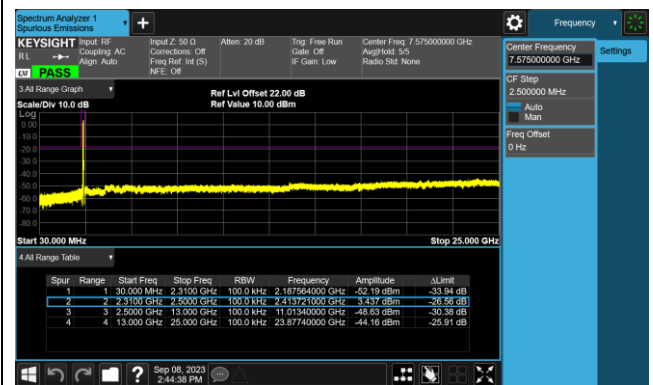 Spectrum Analyzer 1
Spurious Emissions
Frequency
KEYSIGHT
Input: RF
Input Z: 50 Ω
Atten: 20 dB
Trig: Free Run
Center Freq: 7.575000000 GHz
RL
Coupling: AC
Corrections: Off
Gate: Off
Avg|Hold: 5/5
Align: Auto
Freq Ref: Int (S)
IF Gain: Low
Radio Std: None
LXI
PASS
NFE: Off
Center Frequency
7.575000000 GHz
Settings
CF Step
2.500000 MHz
Auto
Man
Freq Offset
0 Hz
3 All Range Graph
Ref Lvl Offset 22.00 dB
Scale/Div 10.0 dB
Ref Value 10.00 dBm
Log
0.00
-10.0
-20.0
-30.0
-40.0
-50.0
-60.0
-70.0
-80.0
Start 30.000 MHz
Stop 25.000 GHz
4 All Range Table
Spur Range Start Freq Stop Freq RBW Frequency Amplitude ΔLimit
1 1 30.000 MHz 2.3100 GHz 100.0 kHz 2.187564000 GHz -52.19 dBm -33.94 dB
2 2 2.3100 GHz 2.5000 GHz 100.0 kHz 2.413721000 GHz 3.437 dBm -26.56 dB
3 3 2.5000 GHz 13.000 GHz 100.0 kHz 11.01340000 GHz -48.63 dBm -30.38 dB
4 4 13.000 GHz 25.000 GHz 100.0 kHz 23.87740000 GHz -44.16 dBm -25.91 dB
?
Sep 08, 2023
2:44:38 PM